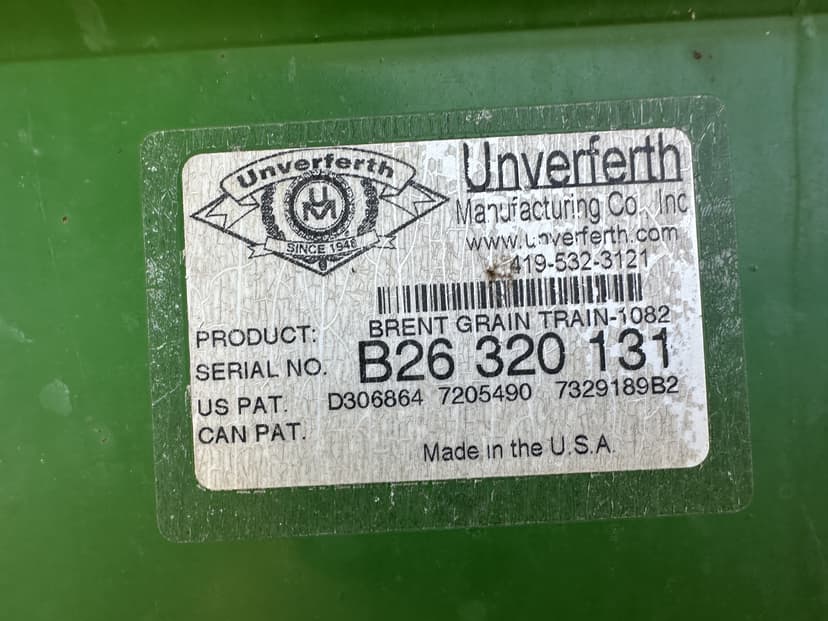 Unverferth
UM
SINCE 1948
Unverferth
Manufacturing Co., Inc
www.unverferth.com
419-532-3121
BRENT GRAIN TRAIN-1082
PRODUCT:
SERIAL NO. B26 320 131
US PAT. D306864 7205490 7329189B2
CAN PAT.
Made in the U.S.A.